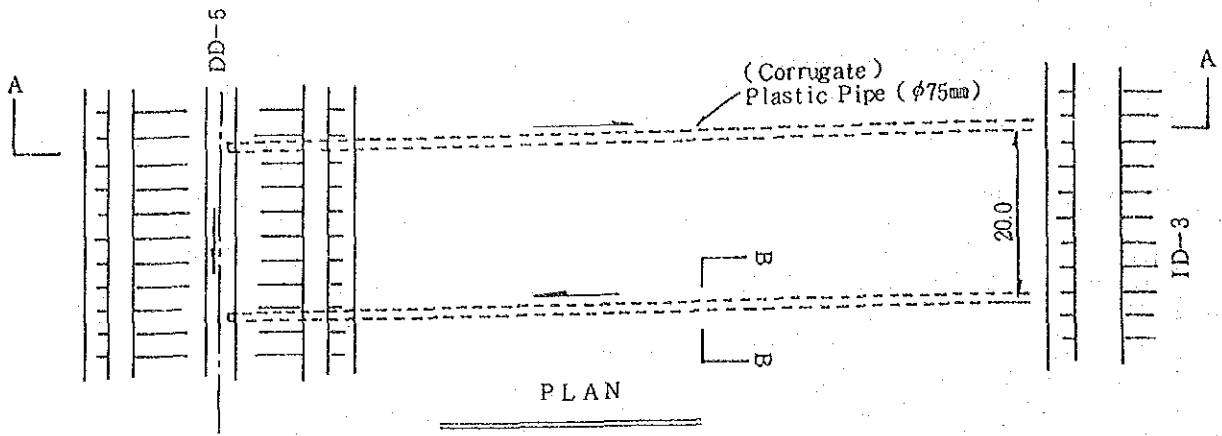 DD-5
A
A
(Corrugate)
Plastic Pipe (φ75mm)
20.0
ID-3
B
B
PLAN